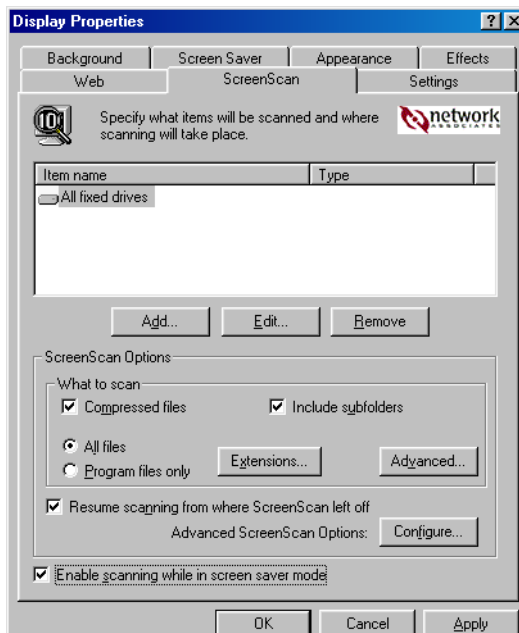 Display Properties
Background Screen Saver Appearance Effects
Web ScreenScan Settings
Specify what items will be scanned and where
scanning will take place.
network
ASSOCIATES
Item name Type
All fixed drives
Add... Edit... Remove
ScreenScan Options
What to scan
Compressed files Include subfolders
All files
Program files only Extensions... Advanced...
Resume scanning from where ScreenScan left off
Advanced ScreenScan Options: Configure...
Enable scanning while in screen saver mode
OK Cancel Apply